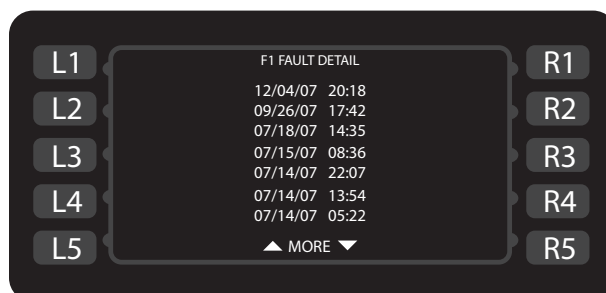 F1 FAULT DETAIL
L1 R1
12/04/07 20:18
L2 R2
09/26/07 17:42
07/18/07 14:35
L3 R3
07/15/07 08:36
07/14/07 22:07
L4 R4
07/14/07 13:54
07/14/07 05:22
L5 MORE R5